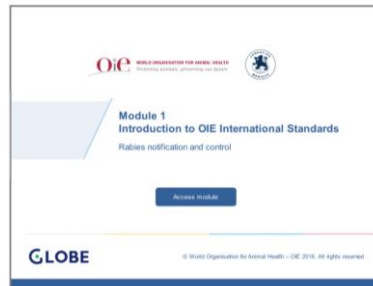 Oie WORLD ORGANISATION FOR ANIMAL HEALTH
Protecting animals, preserving our future
Module 1
Introduction to OIE International Standards
Rabies notification and control
Access module
GLOBE
© World Organisation for Animal Health – OIE 2018. All rights reserved